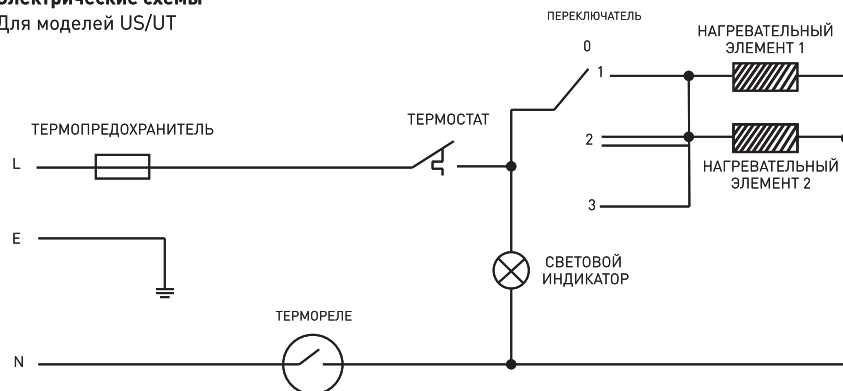 Электрические схемы
Для моделей US/UT
ПЕРЕКЛЮЧАТЕЛЬ
0
НАГРЕВАТЕЛЬНЫЙ
ЭЛЕМЕНТ 1
1
ТЕРМОПРЕДОХРАНИТЕЛЬ
ТЕРМОСТАТ
2
L
НАГРЕВАТЕЛЬНЫЙ
ЭЛЕМЕНТ 2
3
E
СВЕТОВОЙ
ИНДИКАТОР
ТЕРМОРЕЛЕ
N